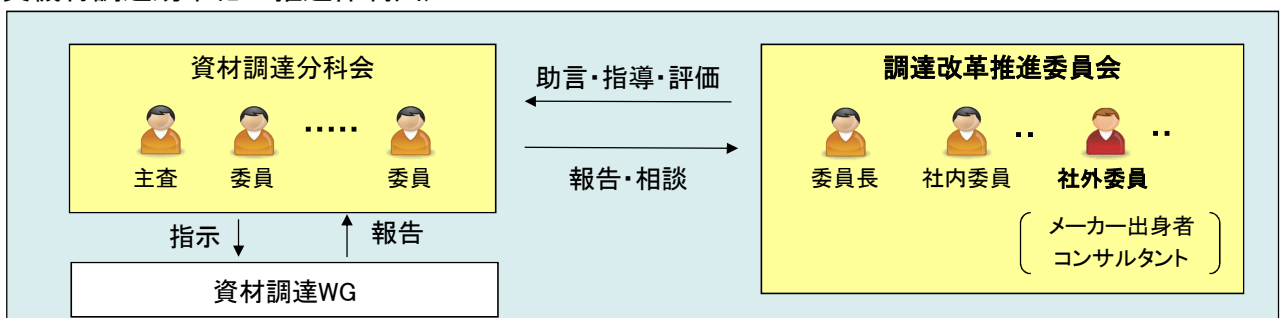 資材調達分科会
主査
委員
・・・・・
委員
助言・指導・評価
報告・相談
調達改革推進委員会
委員長
社内委員
・・
社外委員
・・
メーカー出身者
コンサルタント
指示
報告
資材調達WG